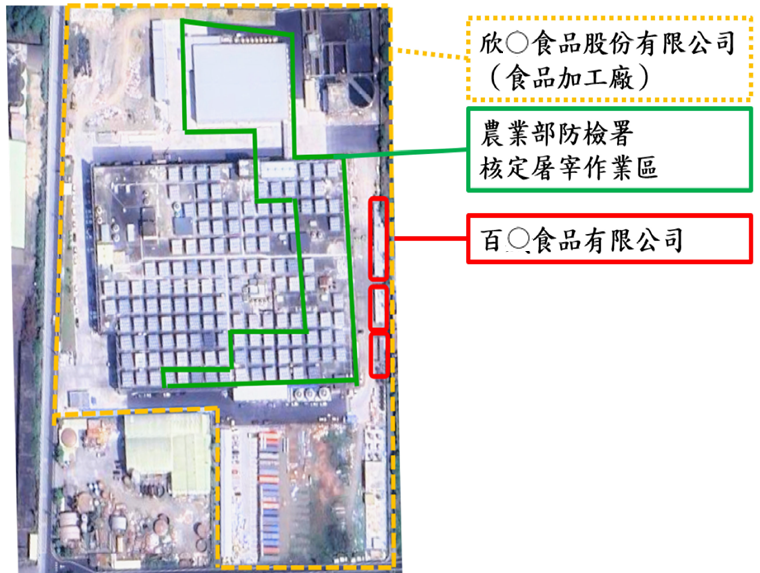 欣○食品股份有限公司
（食品加工廠）
農業部防檢署
核定屠宰作業區
百○食品有限公司